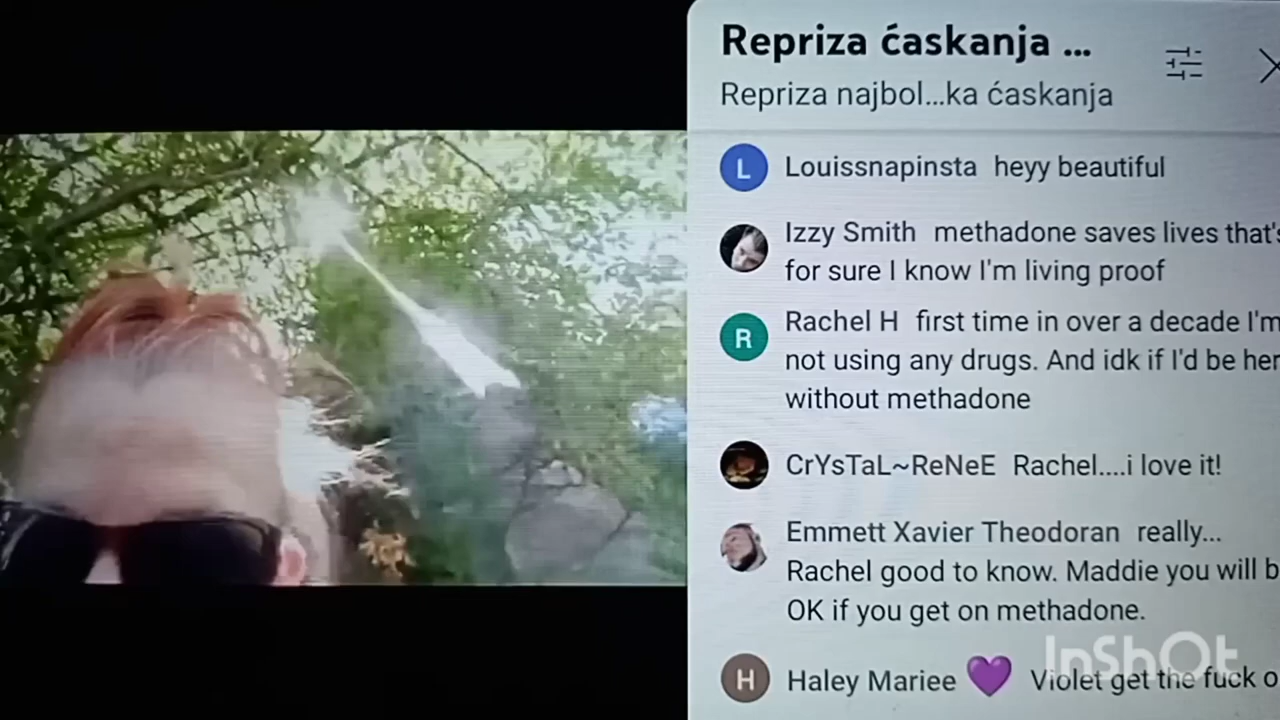 Repriza ćaskanja ...
Repriza najbol...ka ćaskanja
L Louissnapinsta heyy beautiful
Izzy Smith methadone saves lives that's
for sure I know I'm living proof
R Rachel H first time in over a decade I'm
not using any drugs. And idk if I'd be her
without methadone
CrYsTaL~ReNeE Rachel....i love it!
Emmett Xavier Theodoran really...
Rachel good to know. Maddie you will b
OK if you get on methadone.
H Haley Mariee 💜 Violet get the fuck o
InShOt